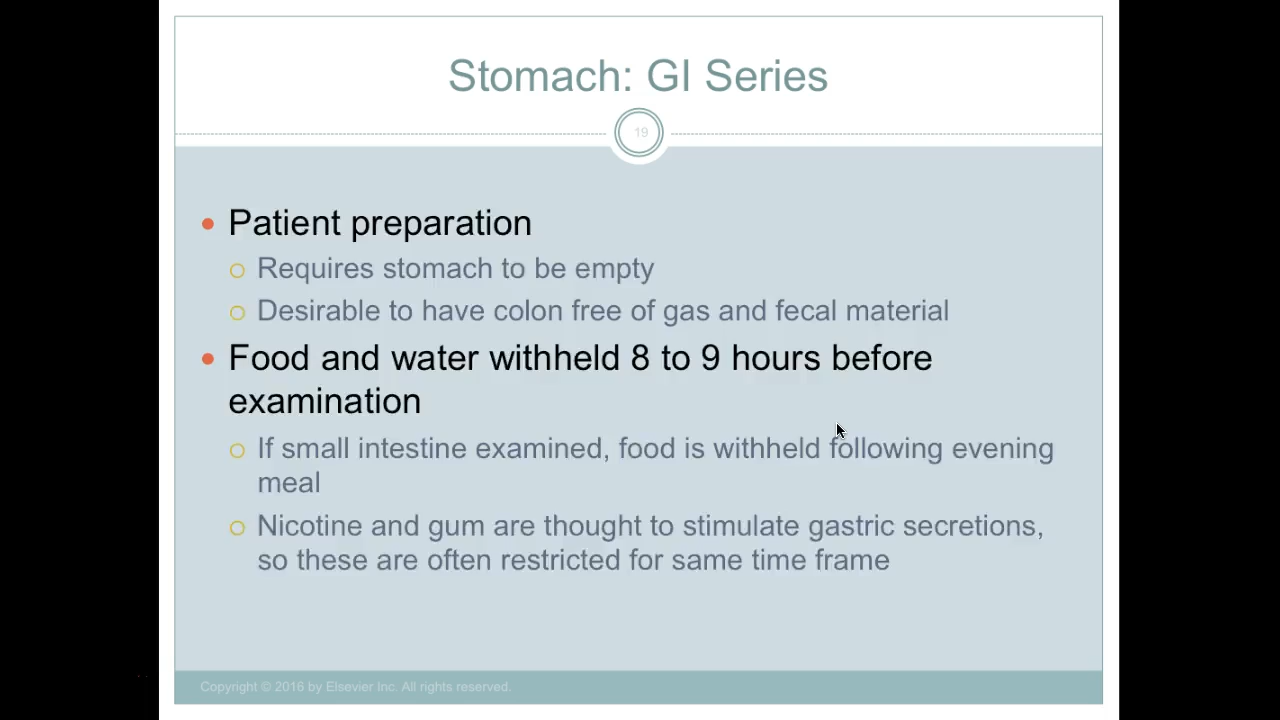 Stomach: GI Series
19
Patient preparation
Requires stomach to be empty
Desirable to have colon free of gas and fecal material
Food and water withheld 8 to 9 hours before
examination
If small intestine examined, food is withheld following evening
meal
Nicotine and gum are thought to stimulate gastric secretions,
so these are often restricted for same time frame
Copyright © 2016 by Elsevier Inc. All rights reserved.